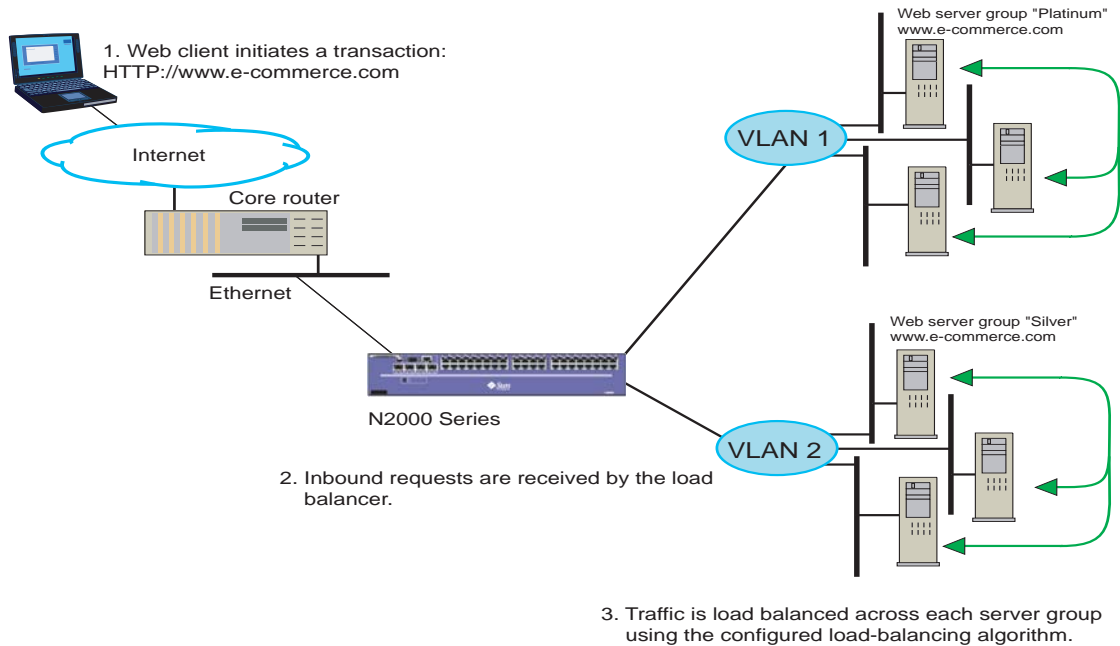 1. Web client initiates a transaction:
HTTP://www.e-commerce.com
Internet
Core router
Ethernet
N2000 Series
Sun
2. Inbound requests are received by the load
balancer.
VLAN 1
Web server group "Platinum"
www.e-commerce.com
VLAN 2
Web server group "Silver"
www.e-commerce.com
3. Traffic is load balanced across each server group
using the configured load-balancing algorithm.